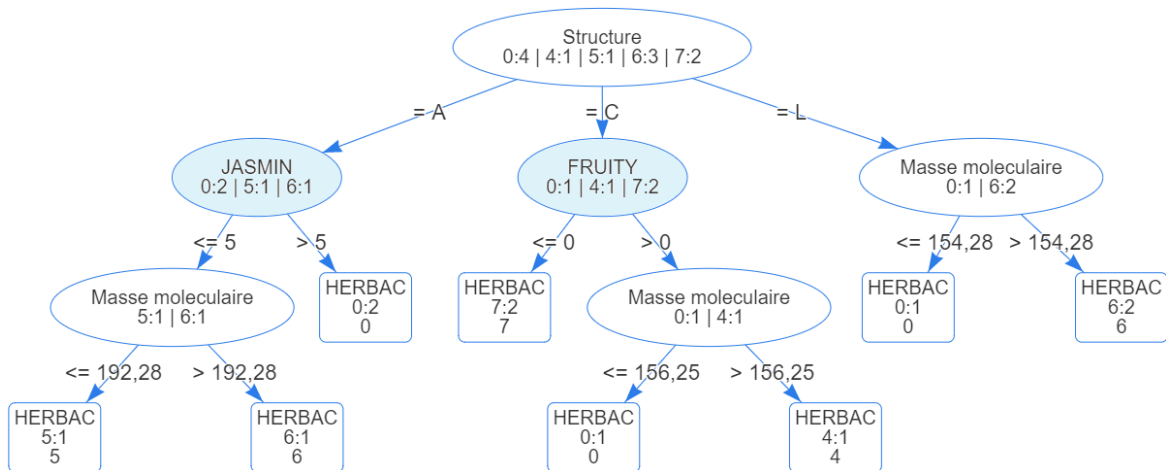 Structure
0:4 | 4:1 | 5:1 | 6:3 | 7:2
= A
= C
= L
JASMIN
0:2 | 5:1 | 6:1
FRUITY
0:1 | 4:1 | 7:2
Masse moleculaire
0:1 | 6:2
<= 5
> 5
<= 0
> 0
<= 154,28
> 154,28
Masse moleculaire
5:1 | 6:1
HERBAC
0:2
0
HERBAC
7:2
7
Masse moleculaire
0:1 | 4:1
HERBAC
0:1
0
HERBAC
6:2
6
<= 192,28
> 192,28
<= 156,25
> 156,25
HERBAC
5:1
5
HERBAC
6:1
6
HERBAC
0:1
0
HERBAC
4:1
4